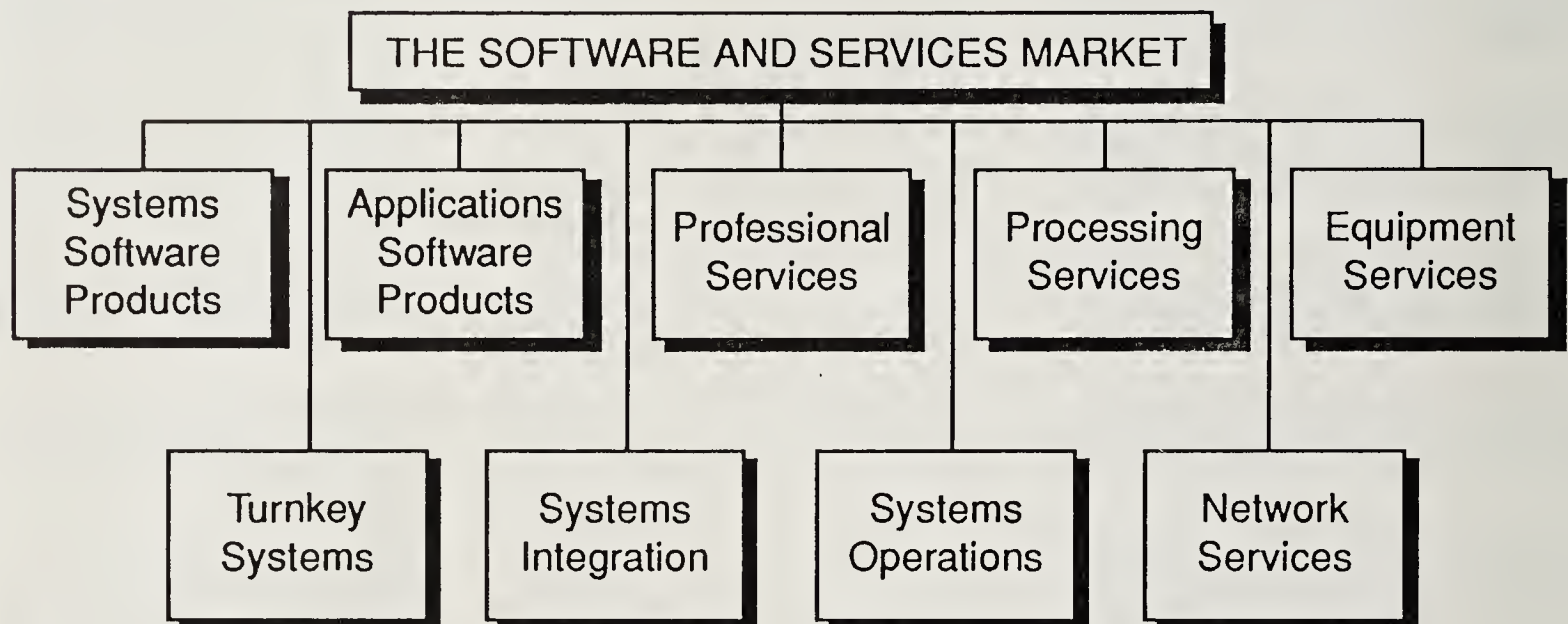 THE SOFTWARE AND SERVICES MARKET
Systems
Software
Products
Applications
Software
Products
Professional
Services
Processing
Services
Equipment
Services
Turnkey
Systems
Systems
Integration
Systems
Operations
Network
Services